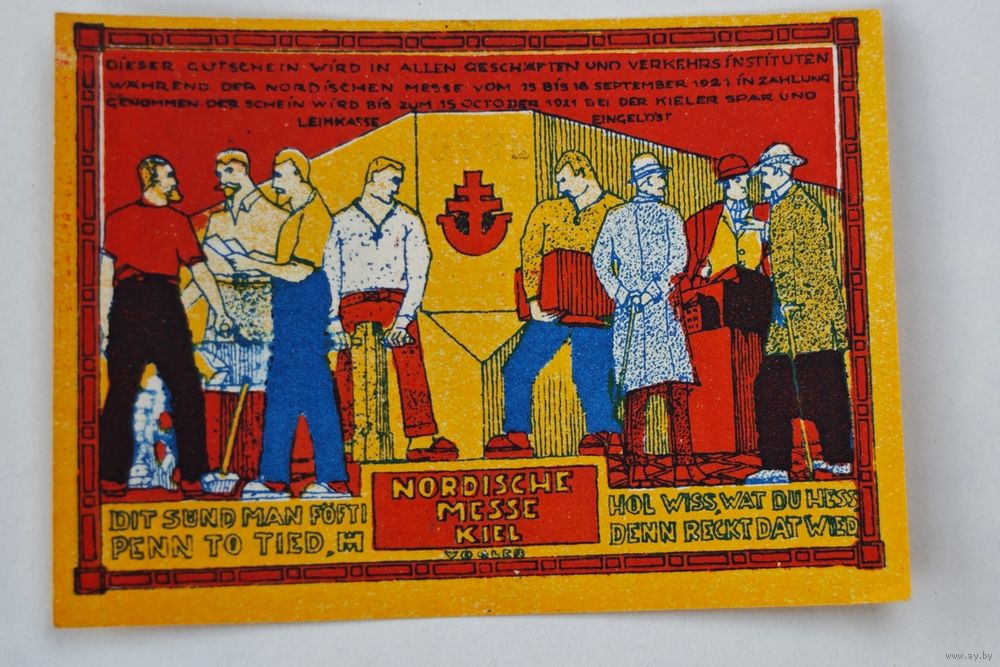 DIESER GUTSCHEIN WIRD IN ALLEN GESCHÄFTEN UND VERKEHRSINSTITUTEN
WÄHREND DER NORDISCHEN MESSE VOM 15 BIS 18 SEPTEMBER 1921 IN ZAHLUNG
GENOMMEN. DER SCHEIN WIRD BIS ZUM 15 OCTOBER 1921 BEI DER KIELER SPAR UND
LEIHKASSE EINGELÖST
NORDISCHE
MESSE
KIEL
DIT SÜND MAN FÖFTI
PENN TO TIED,
HOL WISS, WAT DU HESS
DENN RECKT DAT WIED
www.ay.by